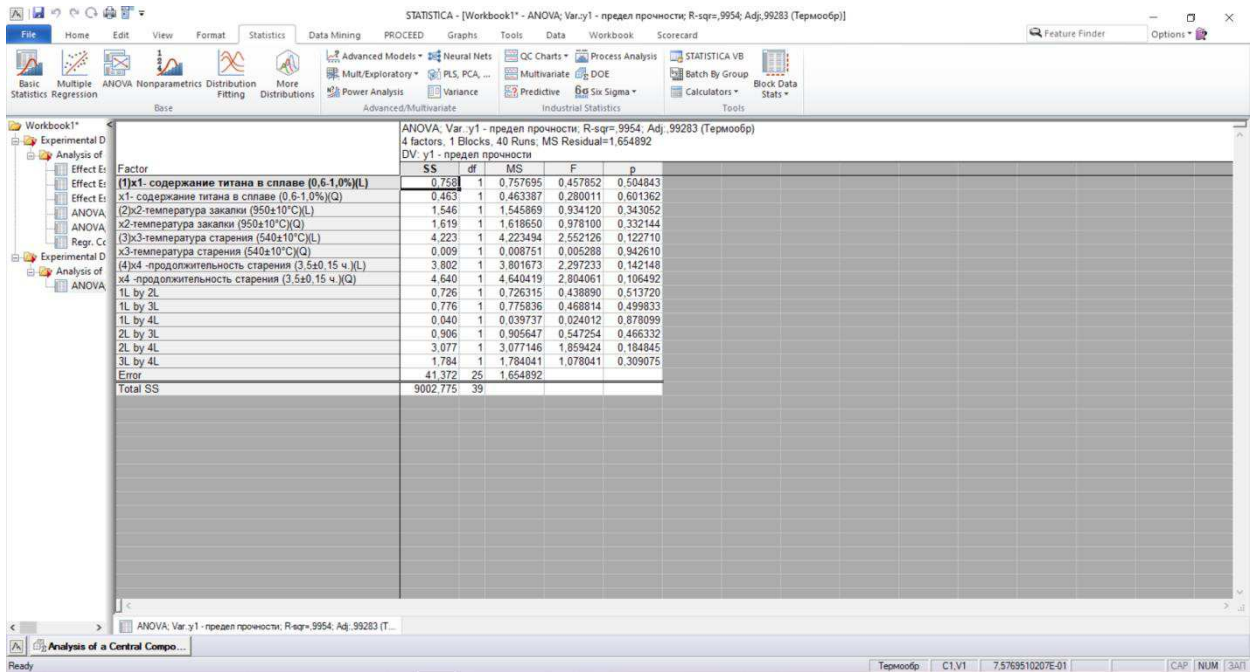 STATISTICA - [Workbook1* - ANOVA; Var.:y1 - предел прочности; R-sqr=,9954; Adj:,99283 (Термообр)]
File Home Edit View Format Statistics Data Mining PROCEED Graphs Tools Data Workbook Scorecard Feature Finder Options
Basic Statistics Multiple Regression ANOVA Nonparametrics Distribution Fitting More Distributions
Base
Advanced Models Neural Nets
Mult/Exploratory PLS, PCA, ...
Power Analysis Variance
Advanced/Multivariate
QC Charts Process Analysis
Multivariate DOE
Predictive Six Sigma
Industrial Statistics
STATISTICA VB
Batch By Group
Calculators
Block Data Stats
Tools
Workbook1*
Experimental D
Analysis of
Effect Es
Effect Es
Effect Es
ANOVA
ANOVA
Regr. Co
Experimental D
Analysis of
ANOVA
ANOVA; Var.:y1 - предел прочности; R-sqr=,9954; Adj:,99283 (Термообр)
4 factors, 1 Blocks, 40 Runs; MS Residual=1,654892
DV: y1 - предел прочности
Factor SS df MS F p
(1)x1- содержание титана в сплаве (0,6-1,0%)(L) 0,758 1 0,757695 0,457852 0,504843
x1- содержание титана в сплаве (0,6-1,0%)(Q) 0,463 1 0,463387 0,280011 0,601362
(2)x2-температура закалки (950±10°C)(L) 1,546 1 1,545869 0,934120 0,343052
x2-температура закалки (950±10°C)(Q) 1,619 1 1,618650 0,978100 0,332144
(3)x3-температура старения (540±10°C)(L) 4,223 1 4,223494 2,552126 0,122710
x3-температура старения (540±10°C)(Q) 0,009 1 0,008751 0,005288 0,942610
(4)x4 -продолжительность старения (3,5±0,15 ч.)(L) 3,802 1 3,801673 2,297233 0,142148
x4 -продолжительность старения (3,5±0,15 ч.)(Q) 4,640 1 4,640419 2,804061 0,106492
1L by 2L 0,726 1 0,726315 0,438890 0,513720
1L by 3L 0,776 1 0,775836 0,468814 0,499833
1L by 4L 0,040 1 0,039737 0,024012 0,878099
2L by 3L 0,906 1 0,905647 0,547254 0,466332
2L by 4L 3,077 1 3,077146 1,859424 0,184845
3L by 4L 1,784 1 1,784041 1,078041 0,309075
Error 41,372 25 1,654892
Total SS 9002,775 39
ANOVA; Var.:y1 - предел прочности; R-sqr=,9954; Adj:,99283 (Т...
Analysis of a Central Compo...
Ready Термообр C1,V1 7,5769510207E-01 CAP NUM ЗАП